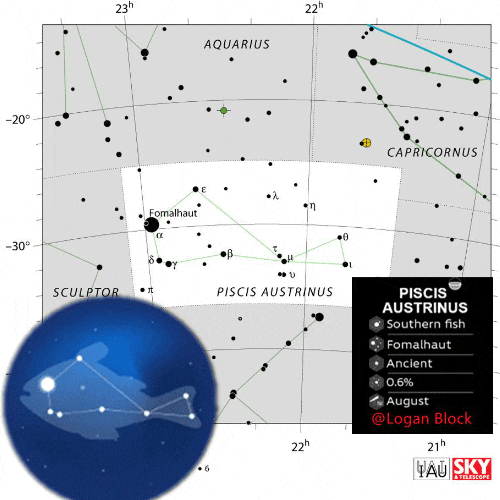 23h
22h
AQUARIUS
−20°
CAPRICORNUS
ε
λ
η
Fomalhaut
α
θ
τ
−30°
β
μ
δ
γ
ι
υ
π
SCULPTOR
PISCIS AUSTRINUS
PISCIS
AUSTRINUS
Southern fish
Fomalhaut
Ancient
0.6%
August
@Logan Block
22h
21h
6
IAU
SKY
& TELESCOPE